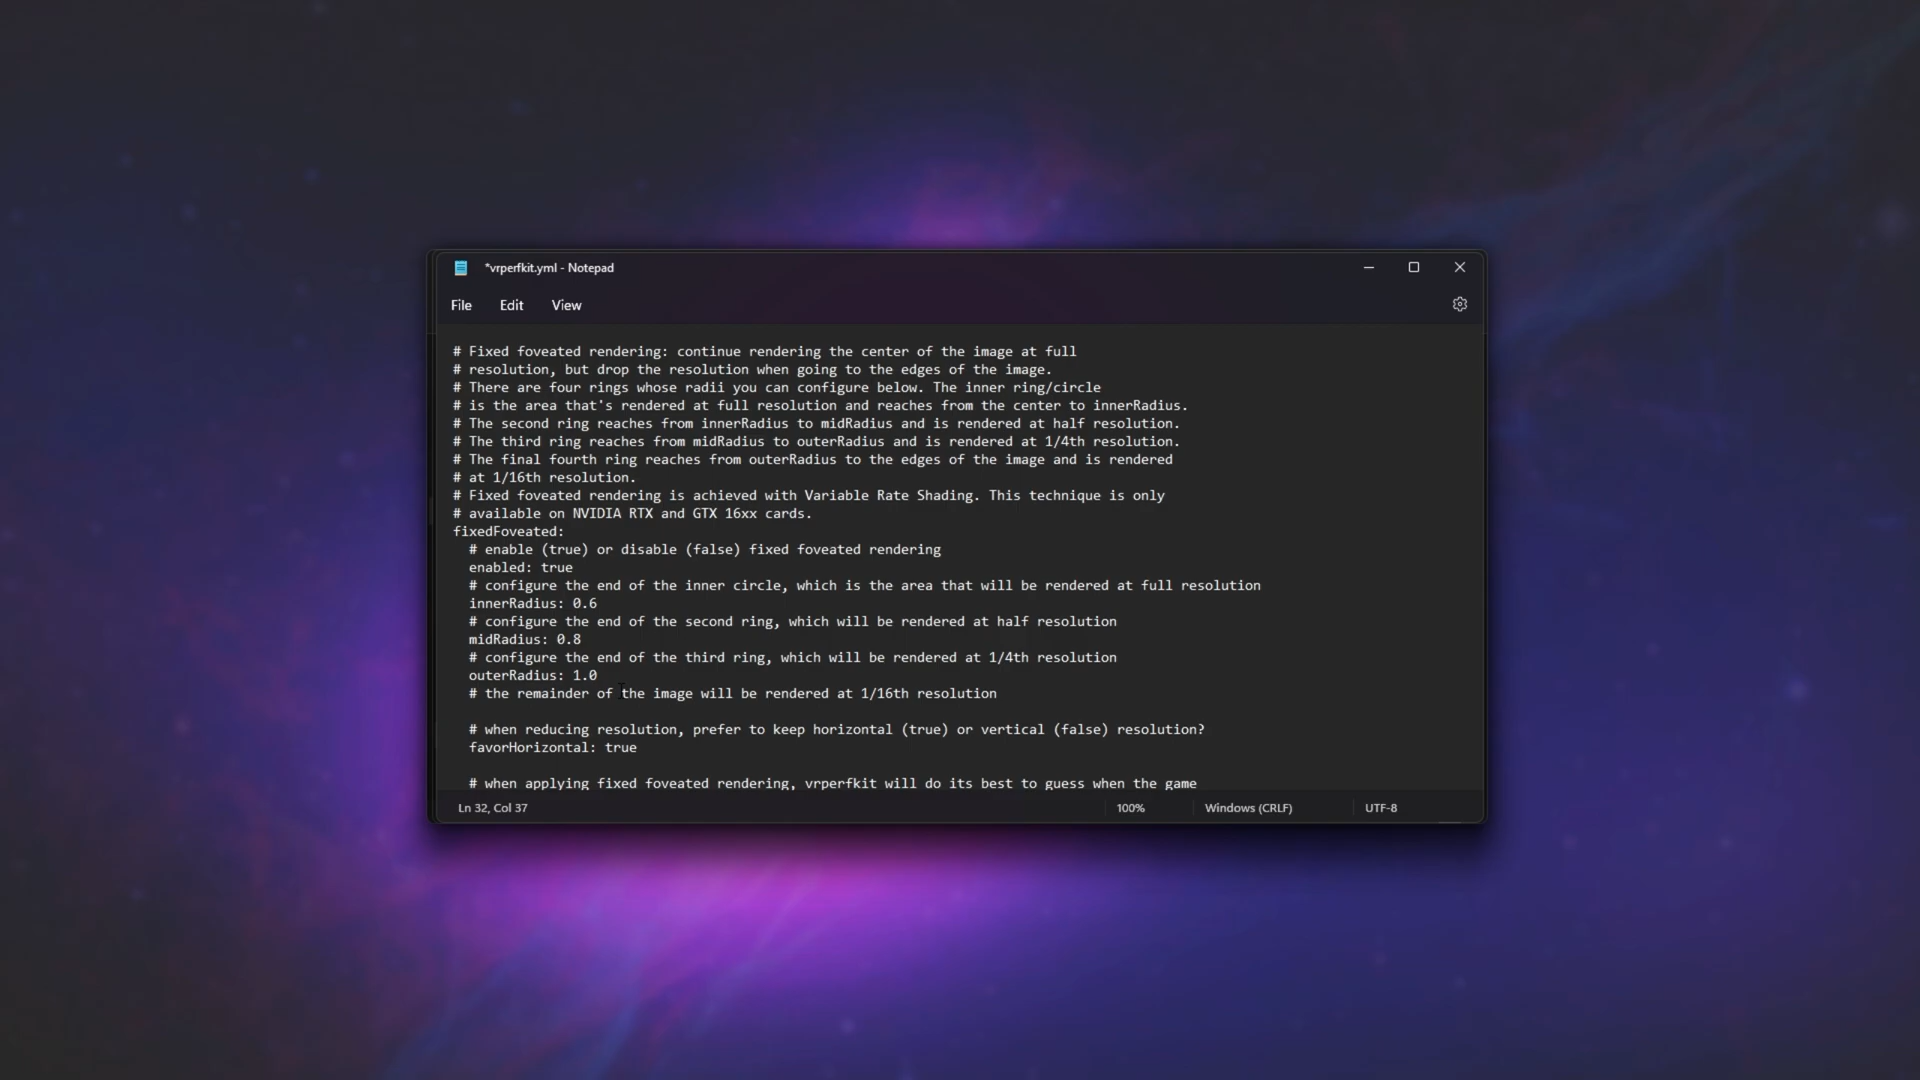 *vrperfkit.yml - Notepad
File Edit View
# Fixed foveated rendering: continue rendering the center of the image at full
# resolution, but drop the resolution when going to the edges of the image.
# There are four rings whose radii you can configure below. The inner ring/circle
# is the area that's rendered at full resolution and reaches from the center to innerRadius.
# The second ring reaches from innerRadius to midRadius and is rendered at half resolution.
# The third ring reaches from midRadius to outerRadius and is rendered at 1/4th resolution.
# The final fourth ring reaches from outerRadius to the edges of the image and is rendered
# at 1/16th resolution.
# Fixed foveated rendering is achieved with Variable Rate Shading. This technique is only
# available on NVIDIA RTX and GTX 16xx cards.
fixedFoveated:
  # enable (true) or disable (false) fixed foveated rendering
  enabled: true
  # configure the end of the inner circle, which is the area that will be rendered at full resolution
  innerRadius: 0.6
  # configure the end of the second ring, which will be rendered at half resolution
  midRadius: 0.8
  # configure the end of the third ring, which will be rendered at 1/4th resolution
  outerRadius: 1.0
  # the remainder of the image will be rendered at 1/16th resolution
  # when reducing resolution, prefer to keep horizontal (true) or vertical (false) resolution?
  favorHorizontal: true
  # when applying fixed foveated rendering, vrperfkit will do its best to guess when the game
Ln 32, Col 37 100% Windows (CRLF) UTF-8